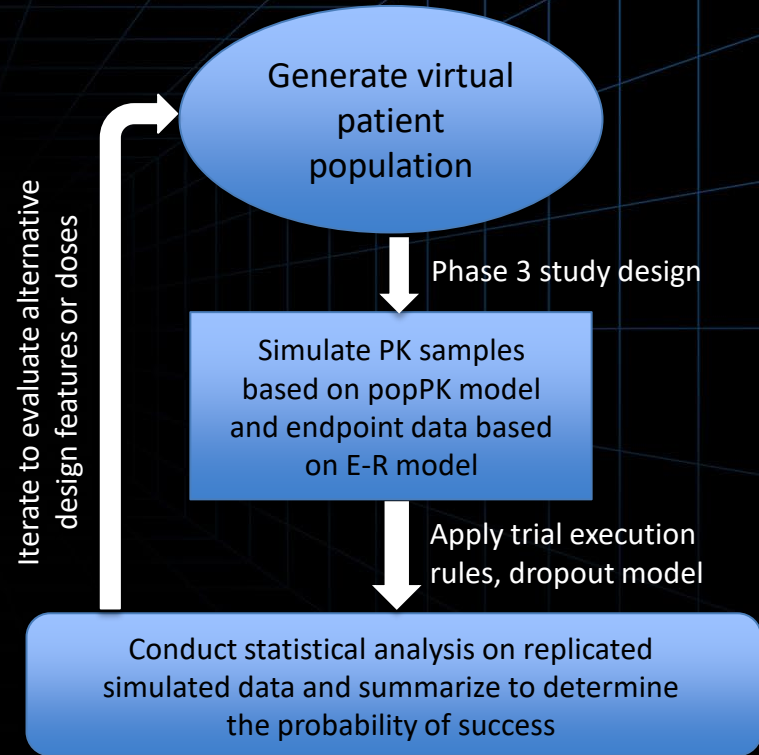 Generate virtual
patient
population
Phase 3 study design
Simulate PK samples
based on popPK model
and endpoint data based
on E-R model
Apply trial execution
rules, dropout model
Conduct statistical analysis on replicated
simulated data and summarize to determine
the probability of success
Iterate to evaluate alternative
design features or doses